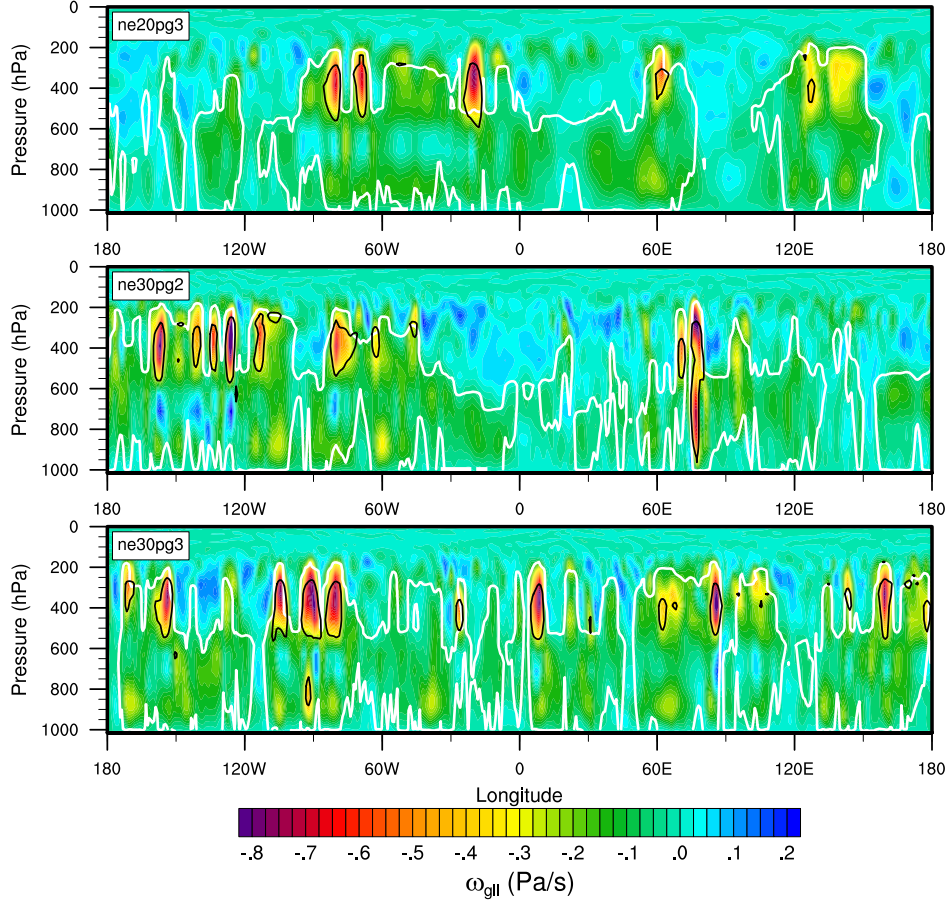 0
200
400
600
800
1000
Pressure (hPa)
ne20pg3
180 120W 60W 0 60E 120E 180
0
200
400
600
800
1000
Pressure (hPa)
ne30pg2
180 120W 60W 0 60E 120E 180
0
200
400
600
800
1000
Pressure (hPa)
ne30pg3
180 120W 60W 0 60E 120E 180
Longitude
-.8 -.7 -.6 -.5 -.4 -.3 -.2 -.1 .0 .1 .2
ωgll (Pa/s)